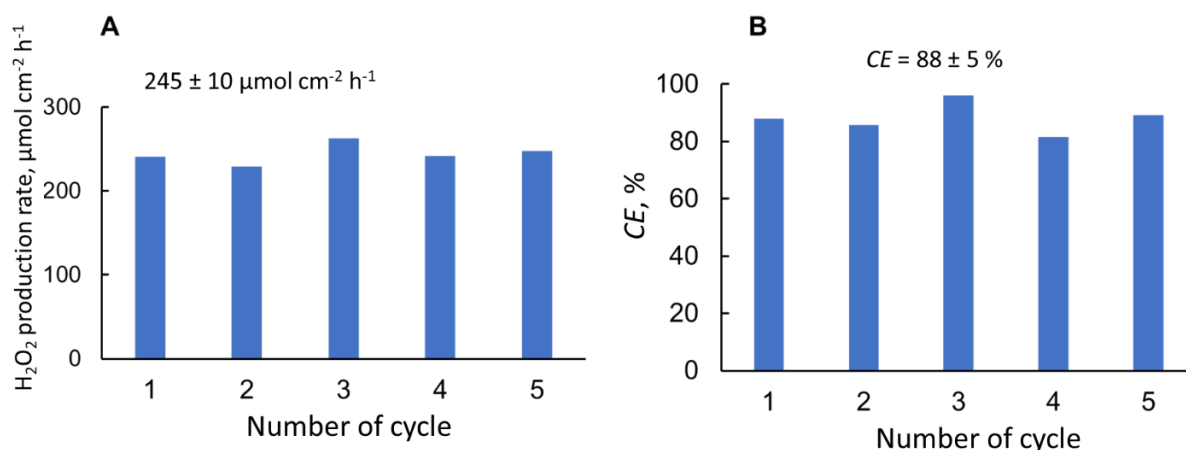 A
245 ± 10 µmol cm⁻² h⁻¹
H₂O₂ production rate, µmol cm⁻² h⁻¹
300
200
100
0
1 2 3 4 5
Number of cycle
B
CE = 88 ± 5 %
CE, %
100
80
60
40
20
0
1 2 3 4 5
Number of cycle